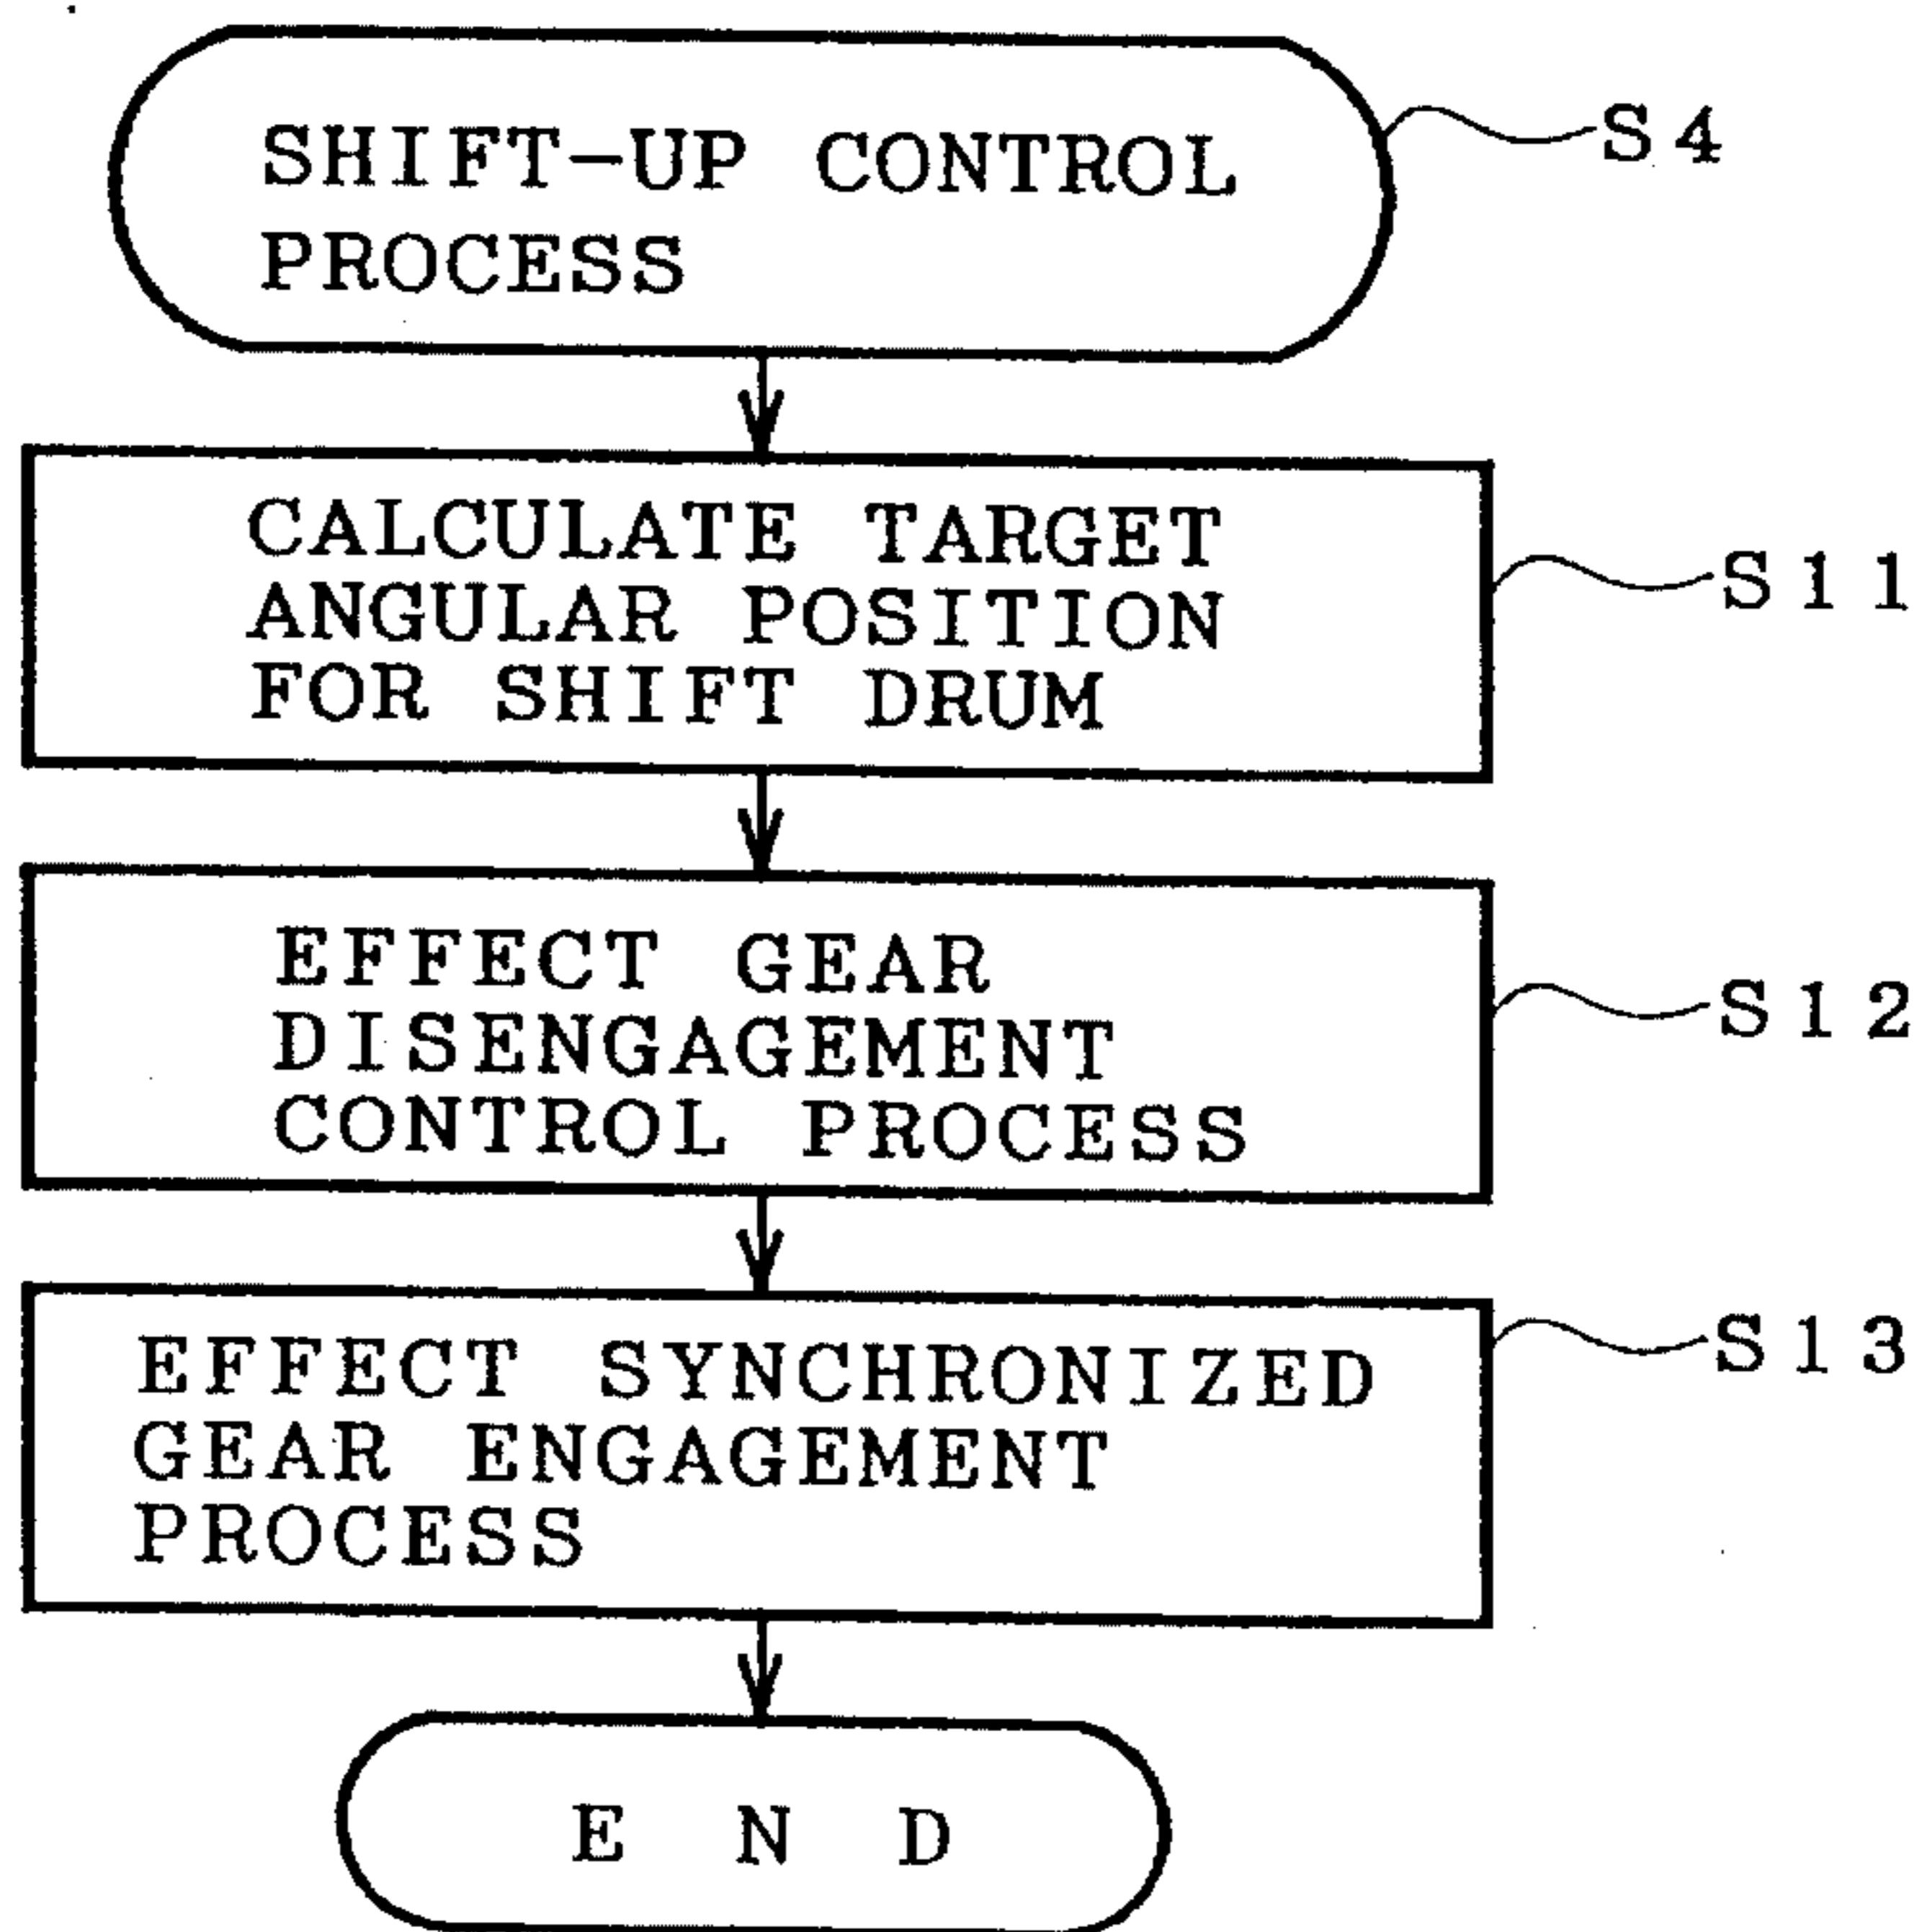 SHIFT-UP CONTROL
PROCESS
S4
CALCULATE TARGET
ANGULAR POSITION
FOR SHIFT DRUM
S11
EFFECT GEAR
DISENGAGEMENT
CONTROL PROCESS
S12
EFFECT SYNCHRONIZED
GEAR ENGAGEMENT
PROCESS
S13
END